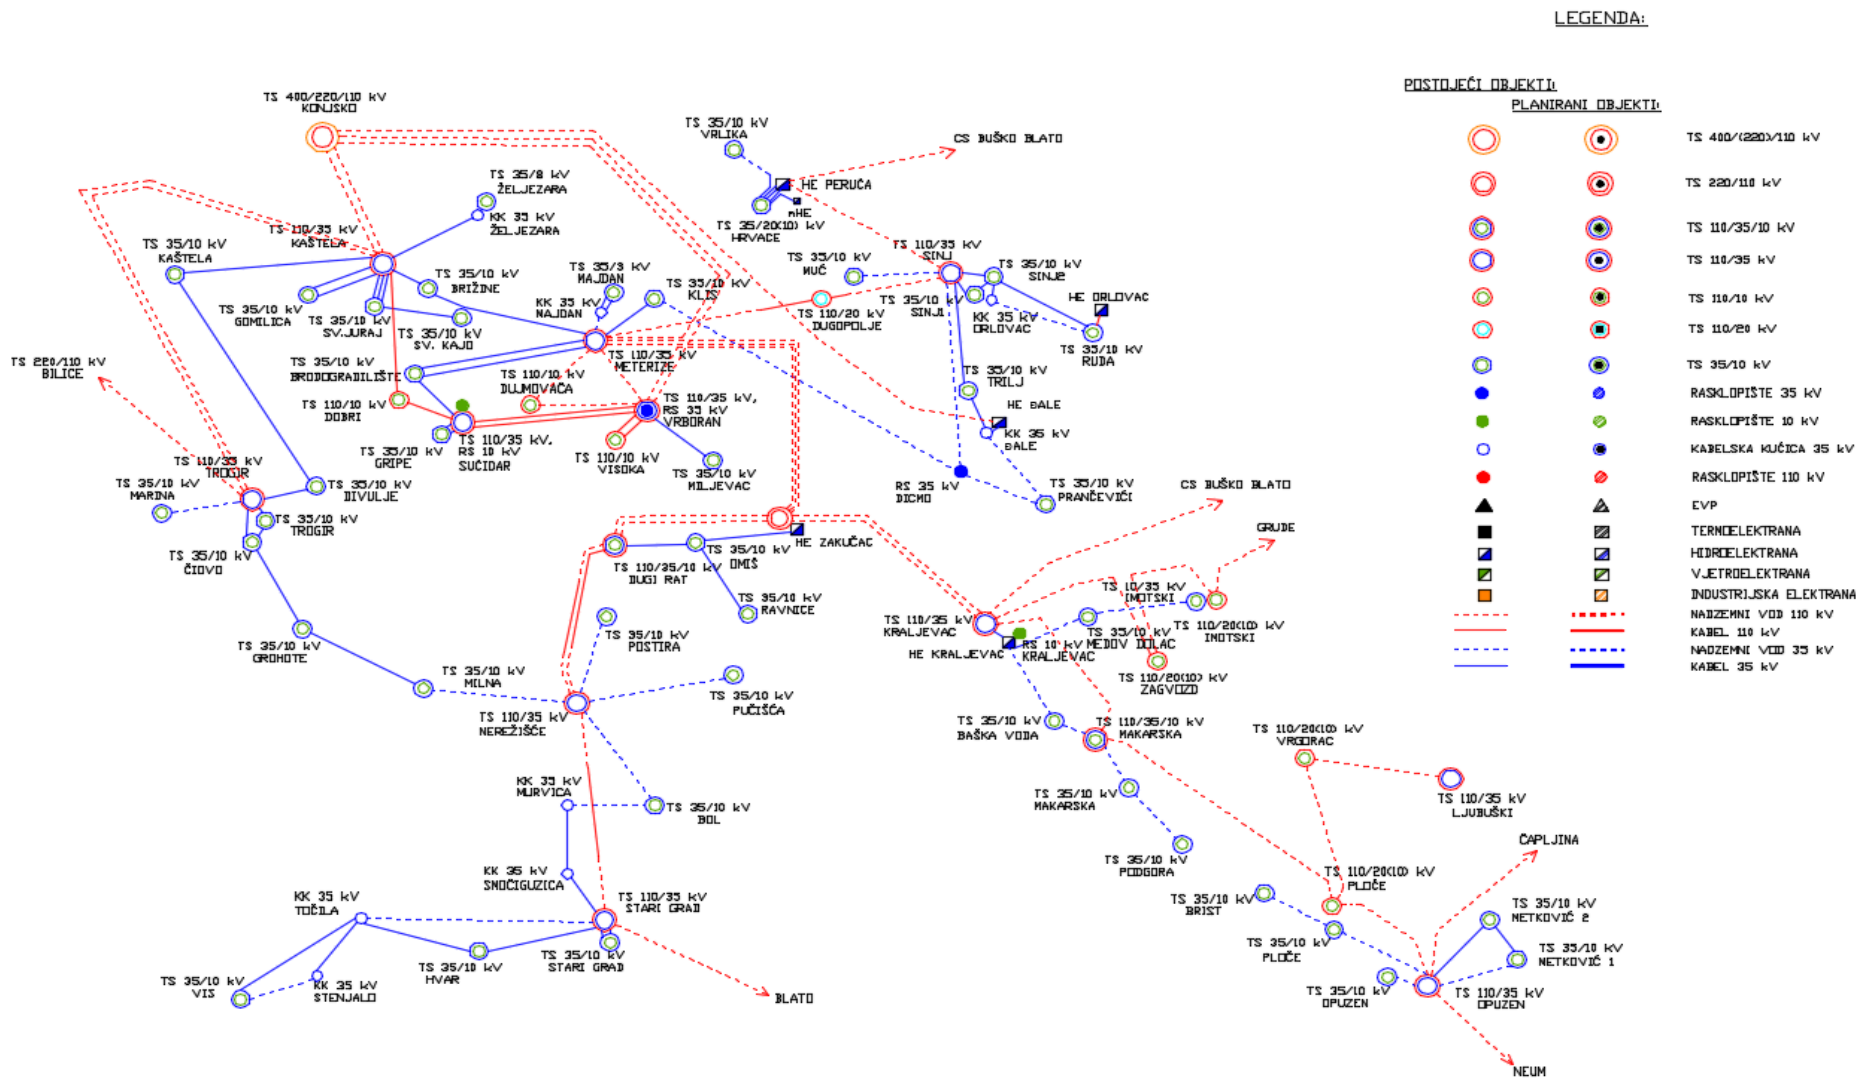 LEGENDA:
POSTOJEĆI OBJEKTI:
PLANIRANI OBJEKTI:
TS 400/(220)/110 kV
TS 220/110 kV
TS 110/35/10 kV
TS 110/35 kV
TS 110/10 kV
TS 110/20 kV
TS 35/10 kV
RASKLOPIŠTE 35 kV
RASKLOPIŠTE 10 kV
KABELSKA KUĆICA 35 kV
RASKLOPIŠTE 110 kV
EVP
TERMOELEKTRANA
HIDROELEKTRANA
VJETROELEKTRANA
INDUSTRIJSKA ELEKTRANA
NADZEMNI VOD 110 kV
KABEL 110 kV
NADZEMNI VOD 35 kV
KABEL 35 kV
TS 400/220/110 kV
KONJSKO
TS 35/10 kV
VRLIKA
CS BUŠKO BLATO
HE PERUĆA
mHE
TS 35/20(10) kV
HRVACE
TS 35/8 kV
ŽELJEZARA
KK 35 kV
ŽELJEZARA
TS 110/35 kV
KAŠTELA
TS 35/10 kV
KAŠTELA
TS 35/10 kV
GOMILICA
TS 35/10 kV
SV.JURAJ
TS 35/10 kV
BRIŽINE
TS 35/10 kV
SV. KAJO
TS 35/3 kV
MAJDAN
KK 35 kV
MAJDAN
TS 35/10 kV
KLIS
TS 110/35 kV
METERIZE
TS 110/20 kV
DUGOPOLJE
TS 35/10 kV
MUĆ
TS 110/35 kV
SINJ
TS 35/10 kV
SINJ1
TS 35/10 kV
SINJ2
KK 35 kV
ORLOVAC
HE ORLOVAC
TS 35/10 kV
RUDA
TS 35/10 kV
TRILJ
HE ĐALE
KK 35 kV
ĐALE
RS 35 kV
DICMO
TS 35/10 kV
PRANČEVIĆI
TS 220/110 kV
BILICE
TS 35/10 kV
BRODOGRADILIŠTE
TS 110/10 kV
DOBRI
TS 110/10 kV
DUJMOVAČA
TS 110/35 kV,
RS 35 kV
VRBORAN
TS 35/10 kV
GRIPE
TS 110/35 kV,
RS 10 kV
SUĆIDAR
TS 110/10 kV
VISOKA
TS 35/10 kV
MILJEVAC
TS 110/35 kV
TROGIR
TS 35/10 kV
MARINA
TS 35/10 kV
DIVULJE
TS 35/10 kV
TROGIR
TS 35/10 kV
ČIOVO
HE ZAKUČAC
TS 110/35/10 kV
DUGI RAT
TS 35/10 kV
OMIŠ
TS 35/10 kV
RAVNICE
CS BUŠKO BLATO
GRUDE
TS 110/35 kV
KRALJEVAC
HE KRALJEVAC
RS 10 kV
KRALJEVAC
TS 35/10 kV
MEDOV DOLAC
IMOTSKI
TS 110/20(10) kV
IMOTSKI
TS 110/20(10) kV
ZAGVOZD
TS 35/10 kV
GROHOTE
TS 35/10 kV
MILNA
TS 35/10 kV
POSTIRA
TS 35/10 kV
PUČIŠĆA
TS 110/35 kV
NEREŽIŠĆE
TS 35/10 kV
BAŠKA VODA
TS 110/35/10 kV
MAKARSKA
TS 35/10 kV
MAKARSKA
TS 35/10 kV
PODGORA
TS 110/20(10) kV
VRGORAC
TS 110/35 kV
LJUBUŠKI
KK 35 kV
MURVICA
TS 35/10 kV
BOL
KK 35 kV
SMOČIGUZICA
KK 35 kV
TOČILA
TS 110/35 kV
STARI GRAD
TS 35/10 kV
STARI GRAD
TS 35/10 kV
HVAR
TS 35/10 kV
VIS
KK 35 kV
STENJALO
BLATO
ČAPLJINA
TS 110/20(10) kV
PLOČE
TS 35/10 kV
BRIST
TS 35/10 kV
PLOČE
TS 35/10 kV
NETKOVIĆ 2
TS 35/10 kV
NETKOVIĆ 1
TS 35/10 kV
OPUZEN
TS 110/35 kV
OPUZEN
NEUM